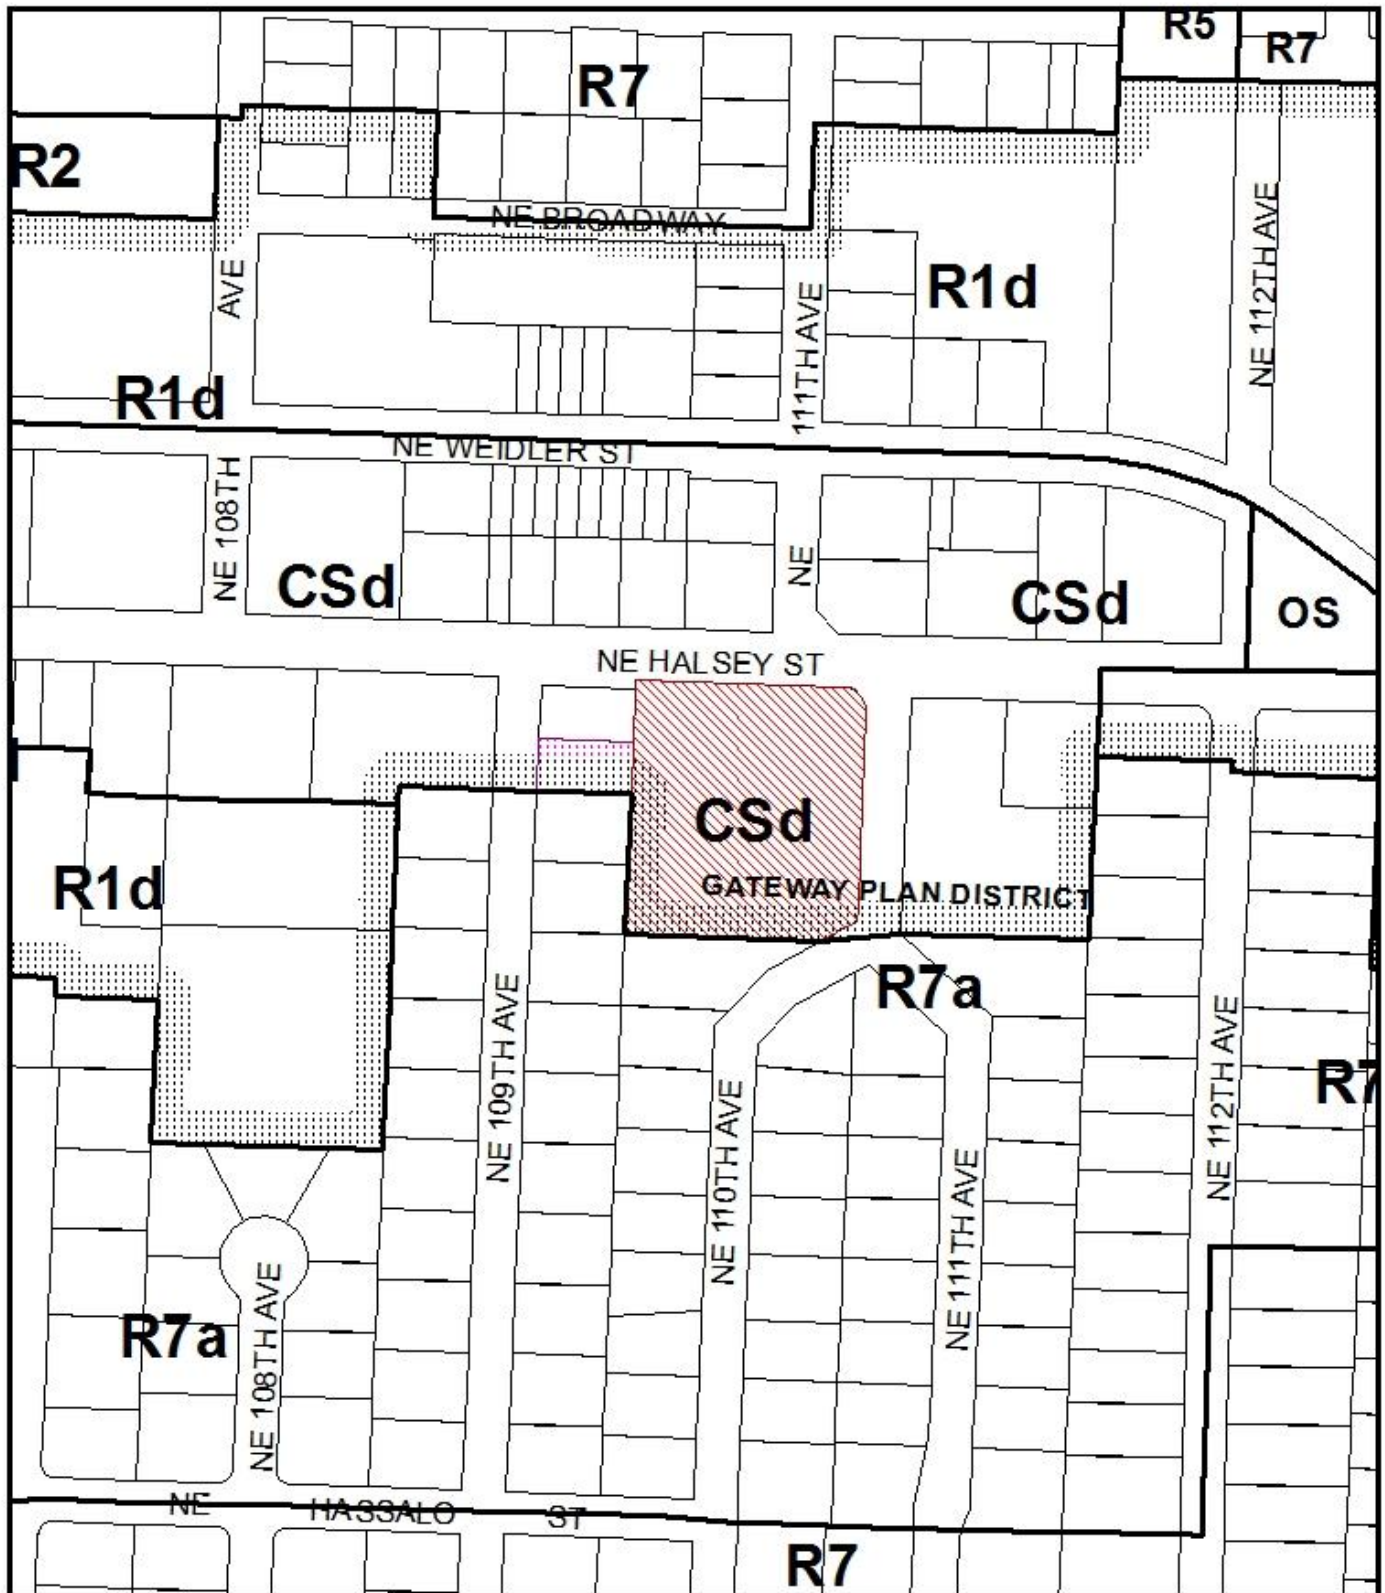 R5
R7
R7
R2
NE BROADWAY
NE 112TH AVE
AVE
R1d
111TH AVE
R1d
NE WEIDLER ST
NE 108TH
NE
CSd
CSd
OS
NE HALSEY ST
CSd
R1d
GATEWAY PLAN DISTRICT
R7a
NE 109TH AVE
R7
NE 112TH AVE
NE 110TH AVE
NE 111TH AVE
R7a
NE 108TH AVE
NE HASSALO ST
R7